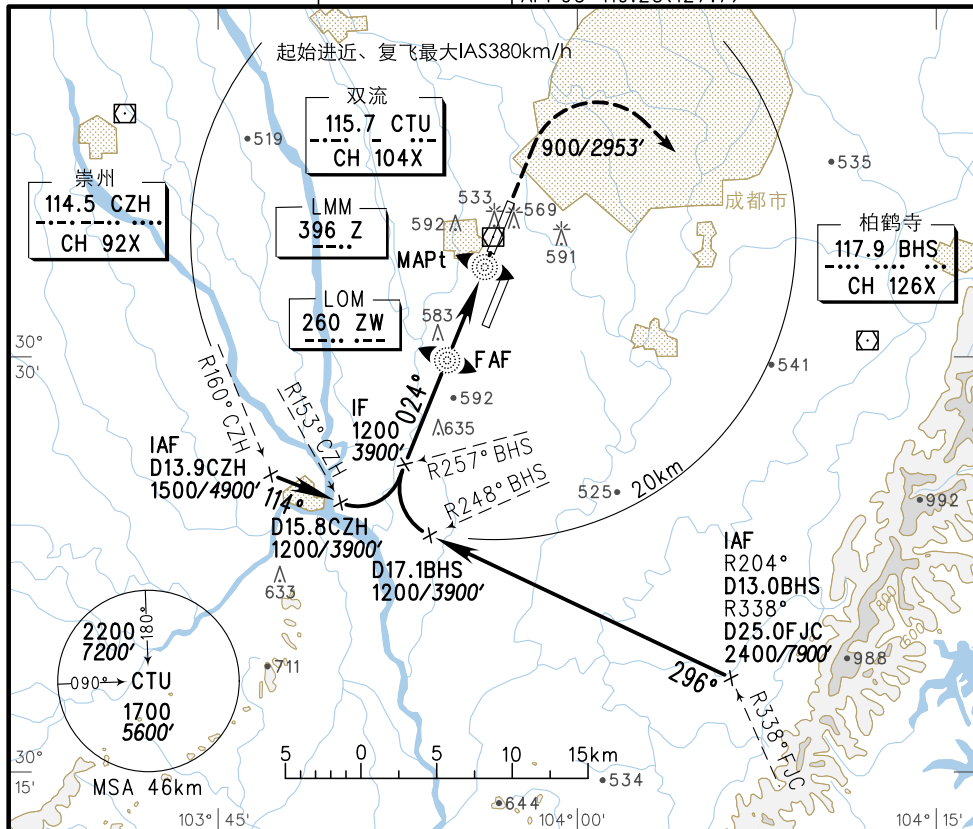 起始进近、复飞最大IAS380km/h
双流
115.7 CTU
CH 104X
崇州
114.5 CZH
CH 92X
LMM
396 Z
LOM
260 ZW
柏鹤寺
117.9 BHS
CH 126X
成都市
900/2953'
519
535
533
569
592
591
MAPt
583
FAF
541
592
635
024°
IF
1200
3900'
R160° CZH
R153° CZH
R257° BHS
R248° BHS
IAF
D13.9CZH
1500/4900'
114°
D15.8CZH
1200/3900'
D17.1BHS
1200/3900'
525
20km
992
633
IAF
R204°
D13.0BHS
R338°
D25.0FJC
2400/7900'
296°
R338° FJC
800
600
988
711
2200
7200'
180°
090°
CTU
1700
5600'
MSA 46km
5 0 5 10 15km
534
644
30°
30'
30°
15'
103°45'
104°00'
104°15'